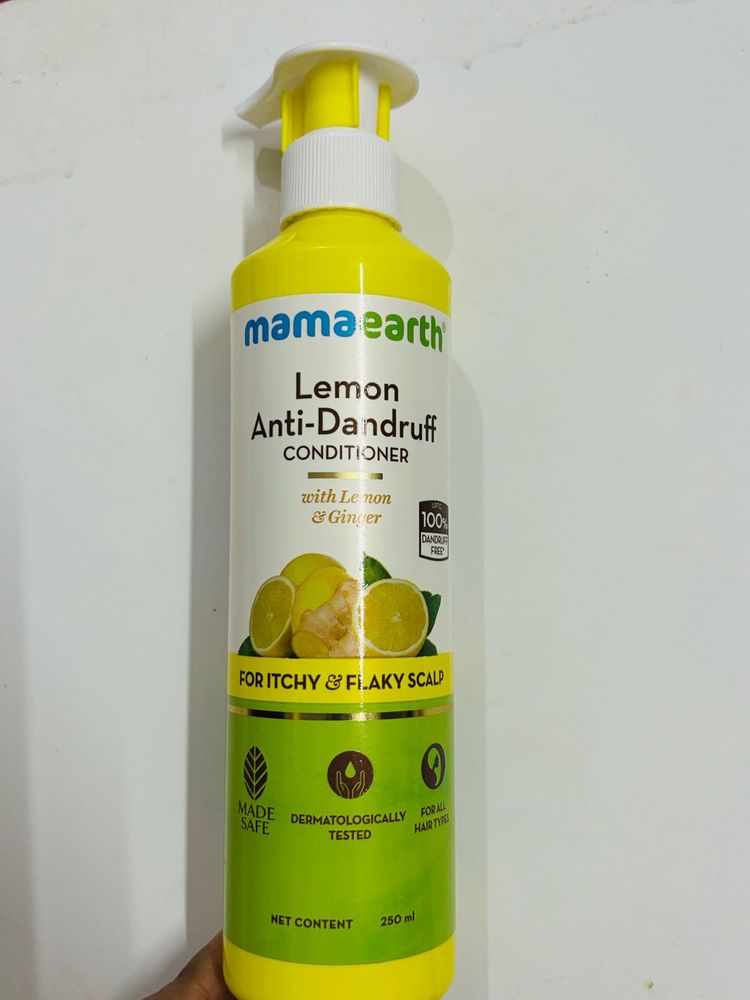 mamaearth®
Lemon
Anti-Dandruff
CONDITIONER
with Lemon
& Ginger
UPTO
100%
DANDRUFF
FREE*
FOR ITCHY & FLAKY SCALP
MADE
SAFE
DERMATOLOGICALLY
TESTED
FOR ALL
HAIR TYPES
NET CONTENT 250 ml